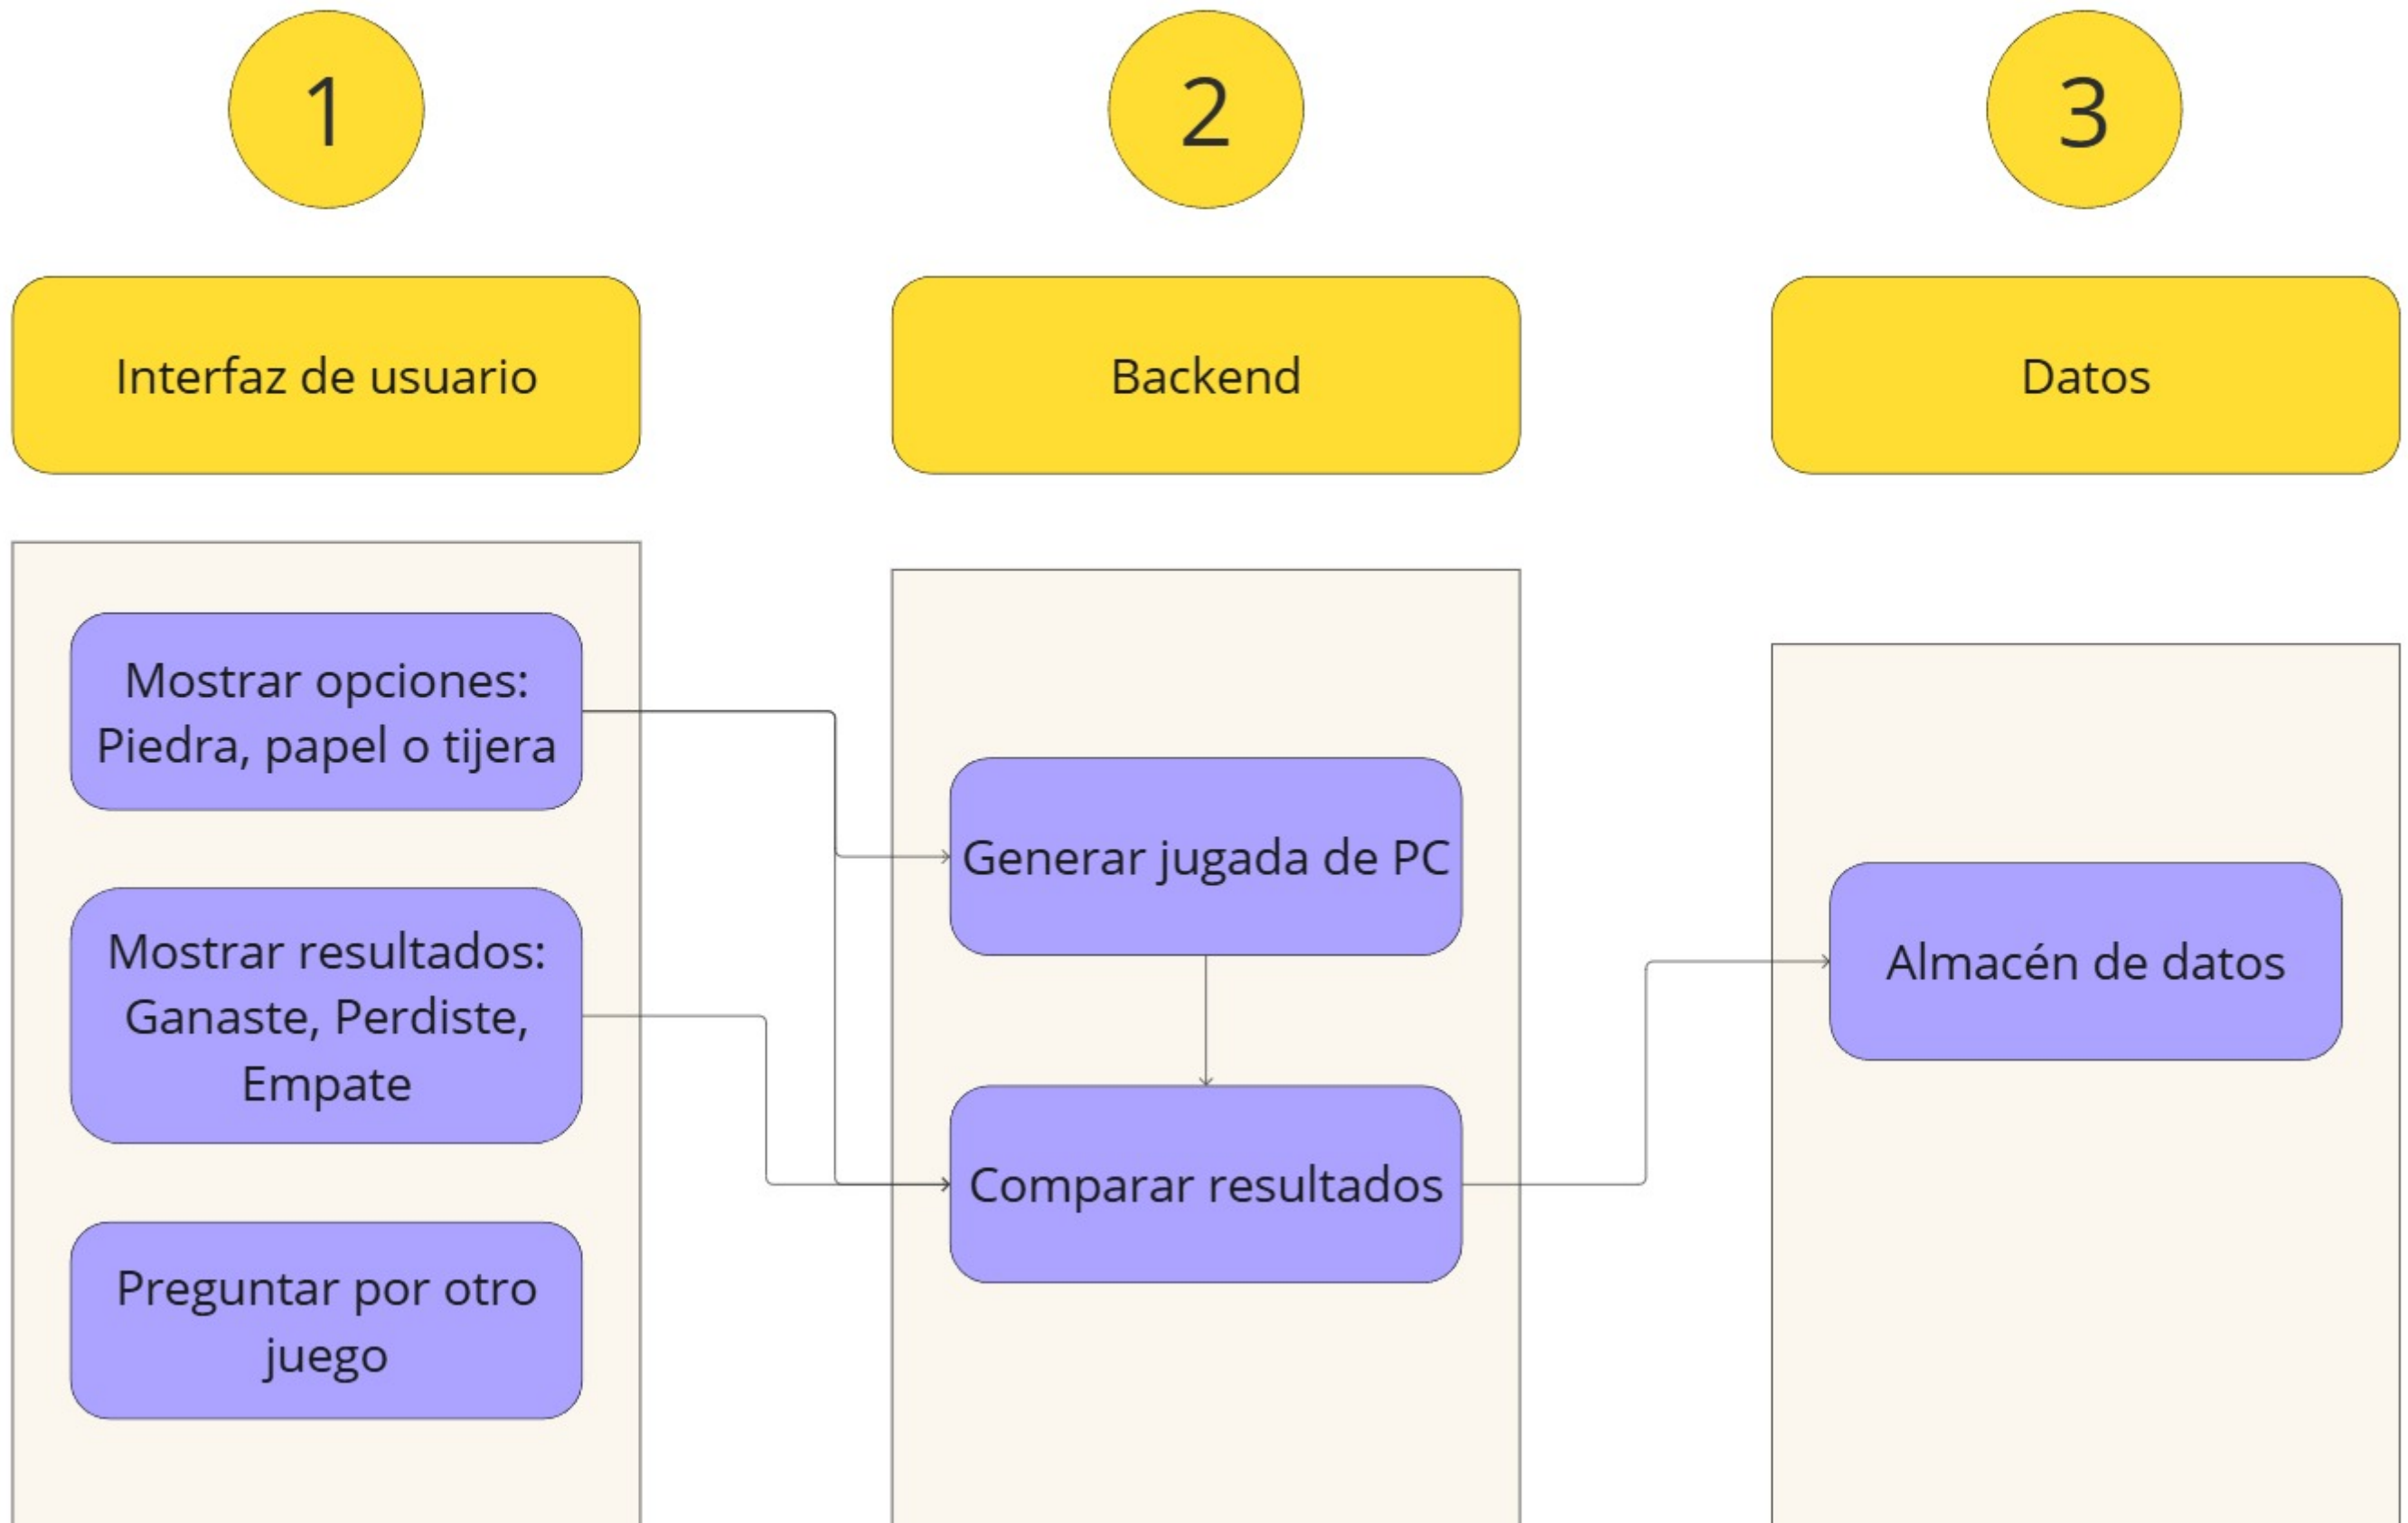 1
2
3
Interfaz de usuario
Backend
Datos
Mostrar opciones:
Piedra, papel o tijera
Mostrar resultados:
Ganaste, Perdiste,
Empate
Preguntar por otro
juego
Generar jugada de PC
Comparar resultados
Almacén de datos